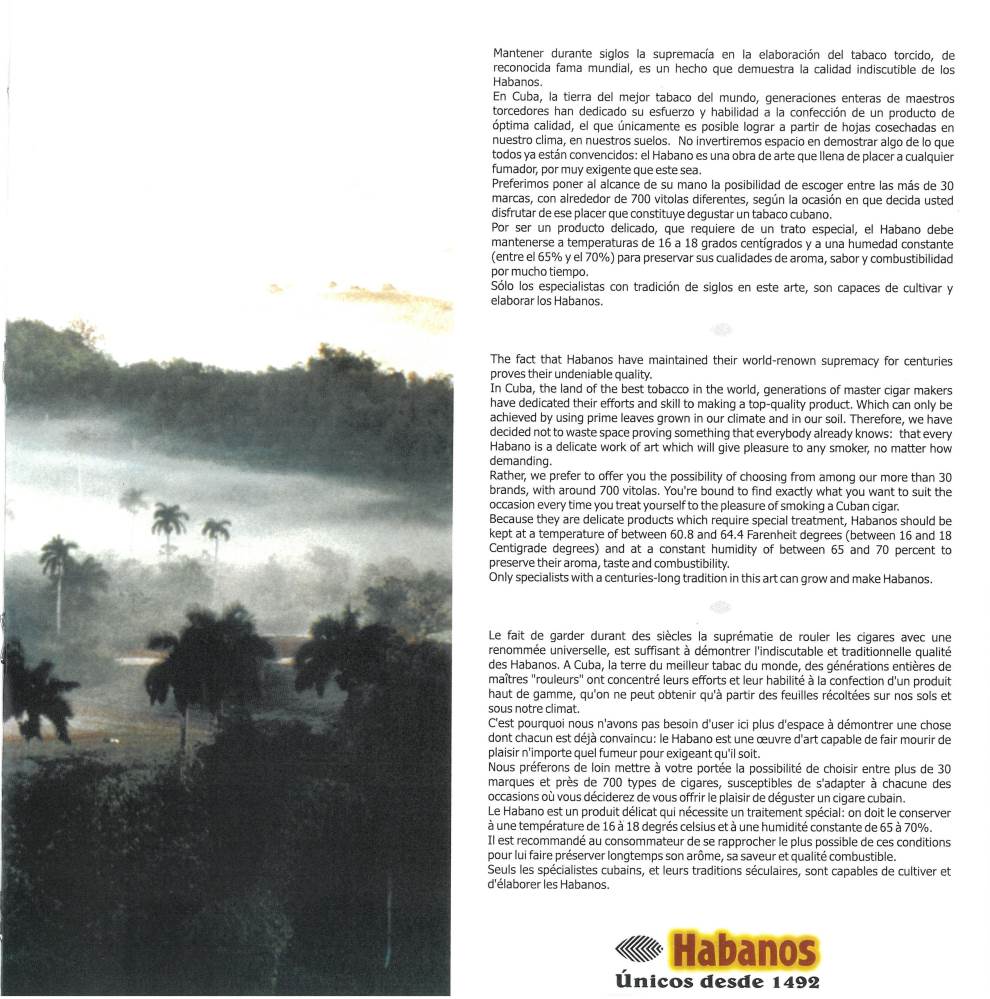 Mantener durante siglos la supremacía en la elaboración del tabaco torcido, de
reconocida fama mundial, es un hecho que demuestra la calidad indiscutible de los
Habanos.
En Cuba, la tierra del mejor tabaco del mundo, generaciones enteras de maestros
torcedores han dedicado su esfuerzo y habilidad a la confección de un producto de
óptima calidad, el que únicamente es posible lograr a partir de hojas cosechadas en
nuestro clima, en nuestros suelos. No invertiremos espacio en demostrar algo de lo que
todos ya están convencidos: el Habano es una obra de arte que llena de placer a cualquier
fumador, por muy exigente que este sea.
Preferimos poner al alcance de su mano la posibilidad de escoger entre las más de 30
marcas, con alrededor de 700 vitolas diferentes, según la ocasión en que decida usted
disfrutar de ese placer que constituye degustar un tabaco cubano.
Por ser un producto delicado, que requiere de un trato especial, el Habano debe
mantenerse a temperaturas de 16 a 18 grados centígrados y a una humedad constante
(entre el 65% y el 70%) para preservar sus cualidades de aroma, sabor y combustibilidad
por mucho tiempo.
Sólo los especialistas con tradición de siglos en este arte, son capaces de cultivar y
elaborar los Habanos.
The fact that Habanos have maintained their world-renown supremacy for centuries
proves their undeniable quality.
In Cuba, the land of the best tobacco in the world, generations of master cigar makers
have dedicated their efforts and skill to making a top-quality product. Which can only be
achieved by using prime leaves grown in our climate and in our soil. Therefore, we have
decided not to waste space proving something that everybody already knows: that every
Habano is a delicate work of art which will give pleasure to any smoker, no matter how
demanding.
Rather, we prefer to offer you the possibility of choosing from among our more than 30
brands, with around 700 vitolas. You're bound to find exactly what you want to suit the
occasion every time you treat yourself to the pleasure of smoking a Cuban cigar.
Because they are delicate products which require special treatment, Habanos should be
kept at a temperature of between 60.8 and 64.4 Farenheit degrees (between 16 and 18
Centigrade degrees) and at a constant humidity of between 65 and 70 percent to
preserve their aroma, taste and combustibility.
Only specialists with a centuries-long tradition in this art can grow and make Habanos.
Le fait de garder durant des siècles la suprématie de rouler les cigares avec une
renommée universelle, est suffisant à démontrer l'indiscutable et traditionnelle qualité
des Habanos. A Cuba, la terre du meilleur tabac du monde, des générations entières de
maîtres "rouleurs" ont concentré leurs efforts et leur habilité à la confection d'un produit
haut de gamme, qu'on ne peut obtenir qu'à partir des feuilles récoltées sur nos sols et
sous notre climat.
C'est pourquoi nous n'avons pas besoin d'user ici plus d'espace à démontrer une chose
dont chacun est déjà convaincu: le Habano est une œuvre d'art capable de fair mourir de
plaisir n'importe quel fumeur pour exigeant qu'il soit.
Nous préferons de loin mettre à votre portée la possibilité de choisir entre plus de 30
marques et près de 700 types de cigares, susceptibles de s'adapter à chacune des
occasions où vous déciderez de vous offrir le plaisir de déguster un cigare cubain.
Le Habano est un produit délicat qui nécessite un traitement spécial: on doit le conserver
à une température de 16 à 18 degrés celsius et à une humidité constante de 65 à 70%.
Il est recommandé au consommateur de se rapprocher le plus possible de ces conditions
pour lui faire préserver longtemps son arôme, sa saveur et qualité combustible.
Seuls les spécialistes cubains, et leurs traditions séculaires, sont capables de cultiver et
d'élaborer les Habanos.
Habanos
Únicos desde 1492